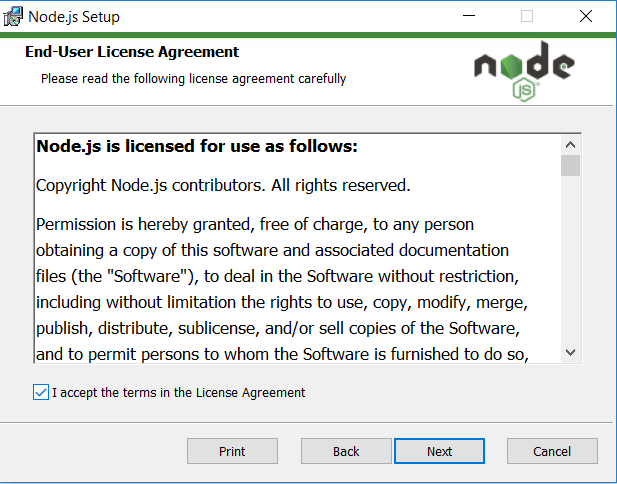 Node.js Setup
End-User License Agreement
Please read the following license agreement carefully
node
JS
Node.js is licensed for use as follows:
Copyright Node.js contributors. All rights reserved.
Permission is hereby granted, free of charge, to any person
obtaining a copy of this software and associated documentation
files (the "Software"), to deal in the Software without restriction,
including without limitation the rights to use, copy, modify, merge,
publish, distribute, sublicense, and/or sell copies of the Software,
and to permit persons to whom the Software is furnished to do so,
I accept the terms in the License Agreement
Print
Back
Next
Cancel